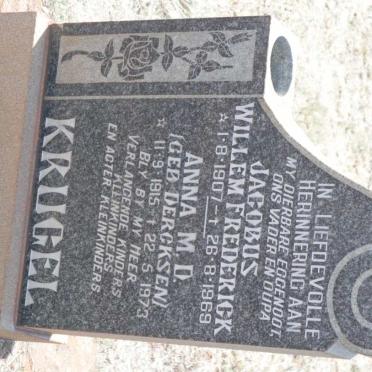 IN LIEFDEVOLLE
HERINNERING AAN
MY DIERBARE EGGENOOT
ONS VADER EN OUPA
JACOBUS
WILLEM FREDERICK
☆ 1·8·1907 – † 26·8·1969
ANNA M.D.
(GEB DERCKSEN)
☆ 11·9·1915 † 22·5·1973
BLY BY MY HEER
VERLANGENDE KINDERS
KLEINKINDERS
EN AGTER KLEINKINDERS
KRUGEL